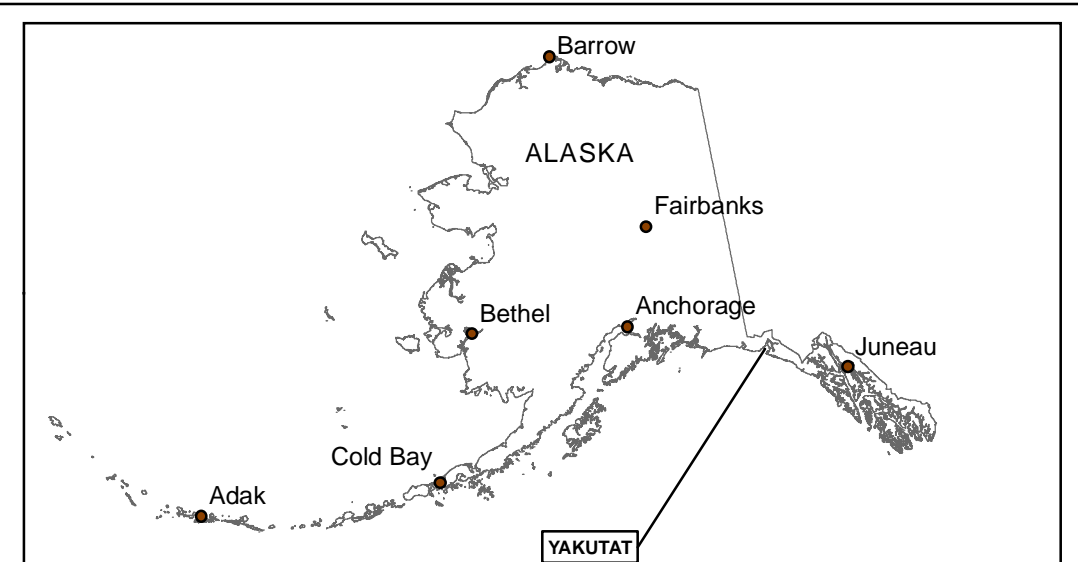 Barrow
ALASKA
Fairbanks
Anchorage
Bethel
Juneau
Cold Bay
Adak
YAKUTAT